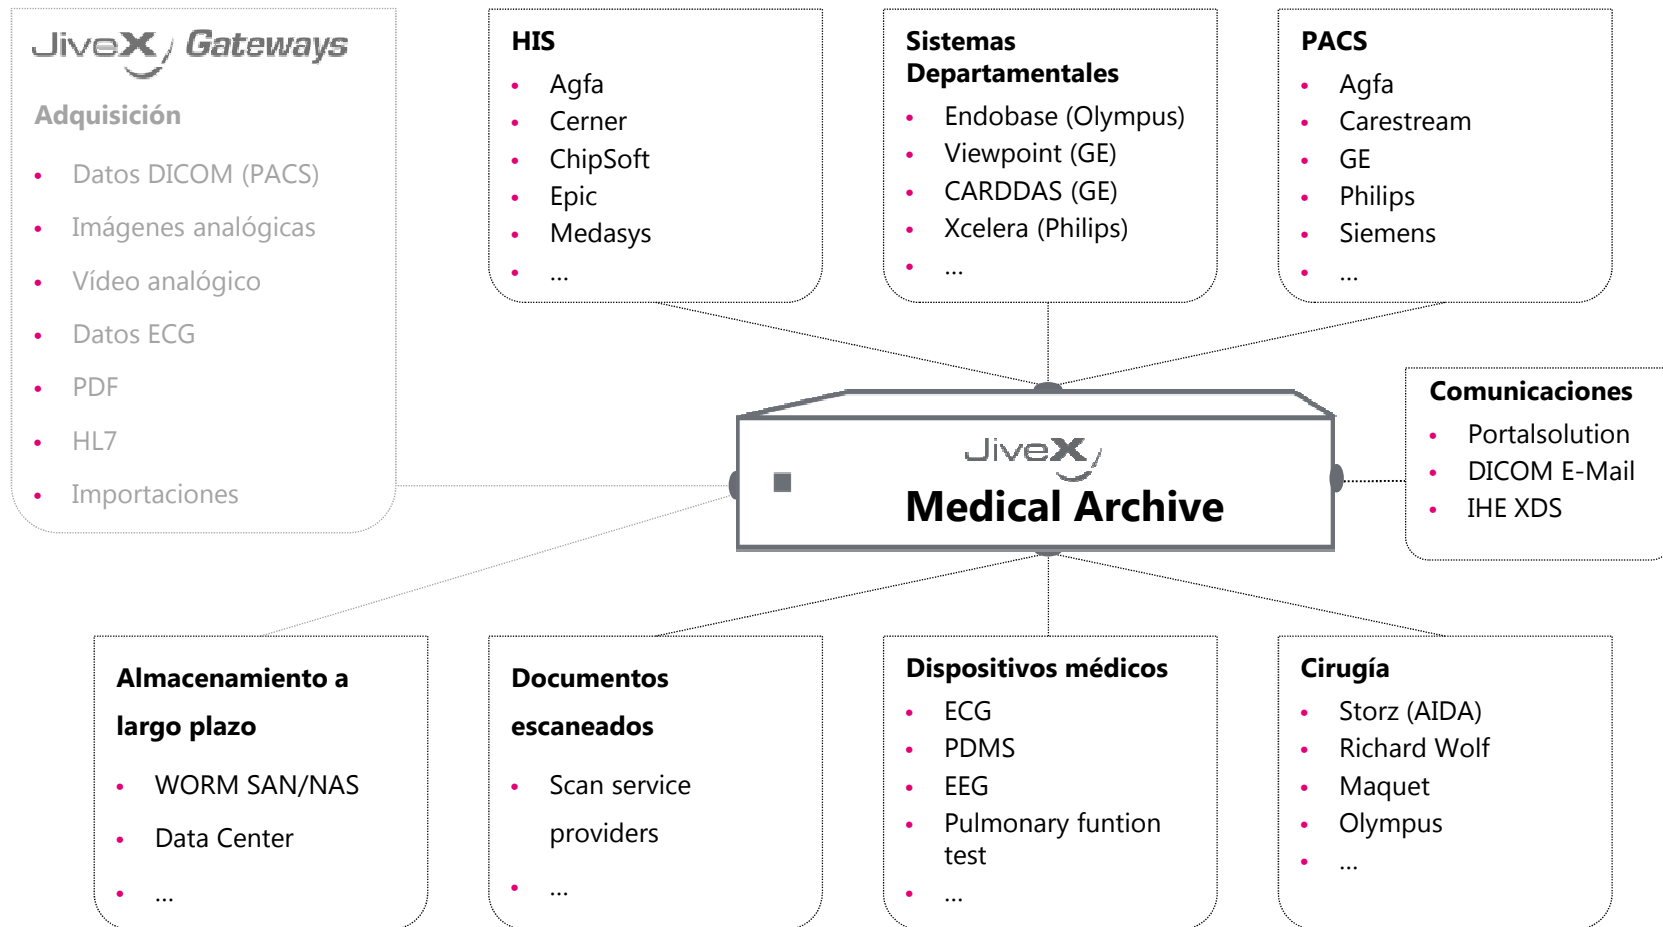 JiveX Gateways
Adquisición
• Datos DICOM (PACS)
• Imágenes analógicas
• Vídeo analógico
• Datos ECG
• PDF
• HL7
• Importaciones
HIS
• Agfa
• Cerner
• ChipSoft
• Epic
• Medasys
• ...
Sistemas
Departamentales
• Endobase (Olympus)
• Viewpoint (GE)
• CARDDAS (GE)
• Xcelera (Philips)
• ...
PACS
• Agfa
• Carestream
• GE
• Philips
• Siemens
• ...
JiveX
Medical Archive
Comunicaciones
• Portalsolution
• DICOM E-Mail
• IHE XDS
Almacenamiento a
largo plazo
• WORM SAN/NAS
• Data Center
• ...
Documentos
escaneados
• Scan service
providers
• ...
Dispositivos médicos
• ECG
• PDMS
• EEG
• Pulmonary funtion
test
• ...
Cirugía
• Storz (AIDA)
• Richard Wolf
• Maquet
• Olympus
• ...